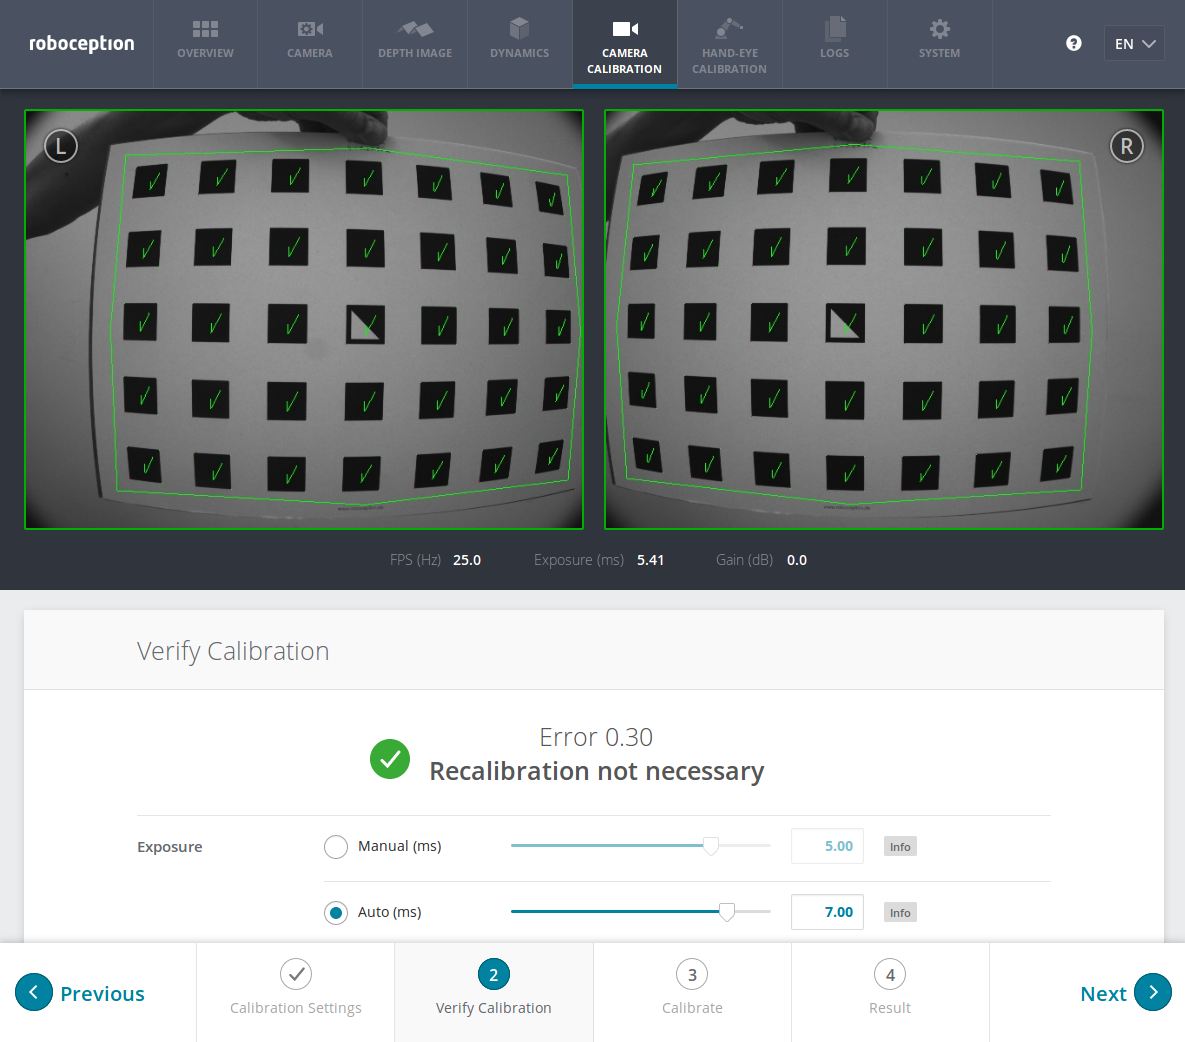 roboception
OVERVIEW
CAMERA
DEPTH IMAGE
DYNAMICS
CAMERA
CALIBRATION
HAND-EYE
CALIBRATION
LOGS
SYSTEM
?
EN
L
R
FPS (Hz) 25.0 Exposure (ms) 5.41 Gain (dB) 0.0
Verify Calibration
Error 0.30
Recalibration not necessary
Exposure Manual (ms) 5.00 Info
Auto (ms) 7.00 Info
Previous
Calibration Settings
2
Verify Calibration
3
Calibrate
4
Result
Next